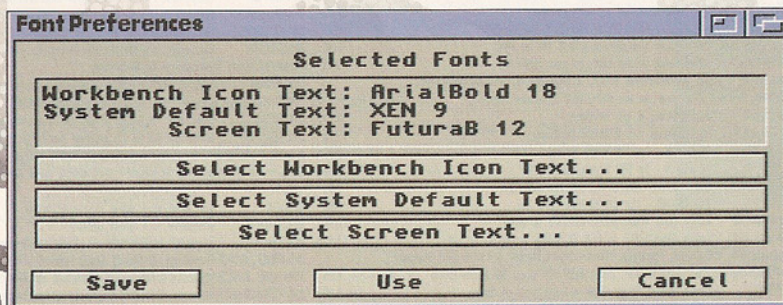 Font Preferences
Selected Fonts
Workbench Icon Text: ArialBold 18
System Default Text: XEN 9
Screen Text: FuturaB 12
Select Workbench Icon Text...
Select System Default Text...
Select Screen Text...
Save Use Cancel